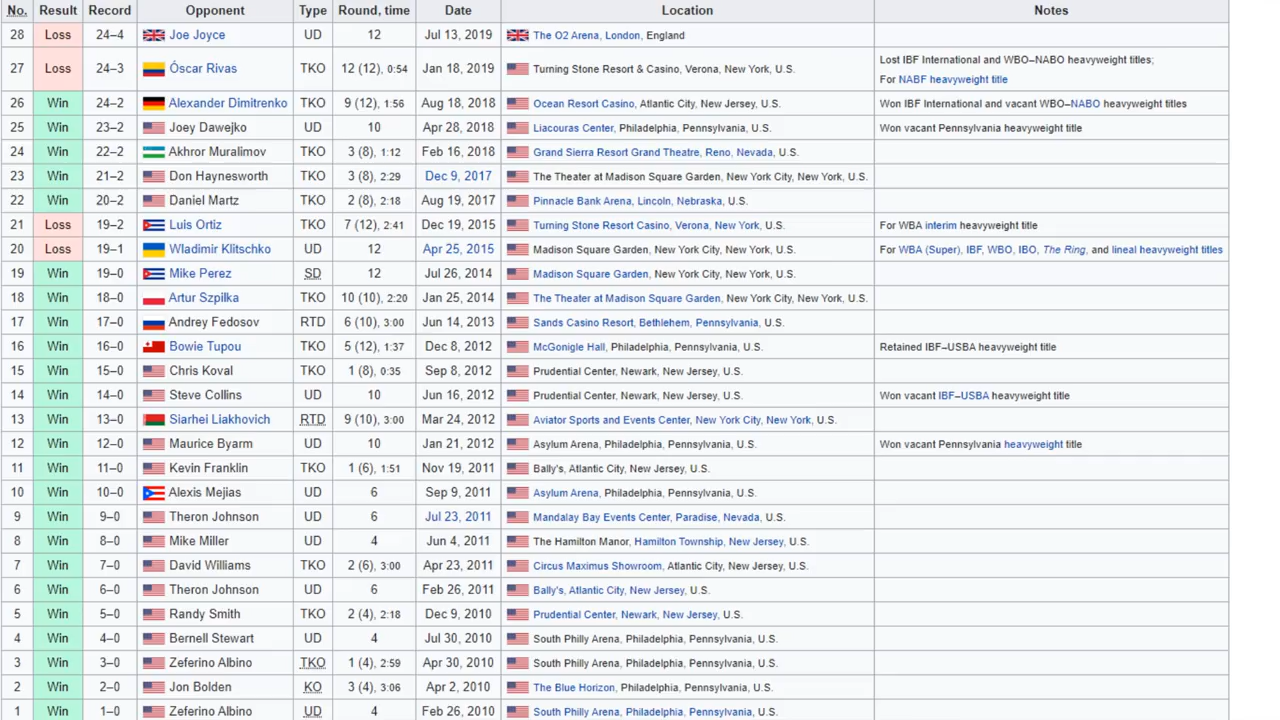 No. Result Record Opponent Type Round, time Date Location Notes
28 Loss 24–4 Joe Joyce UD 12 Jul 13, 2019 The O2 Arena, London, England
27 Loss 24–3 Óscar Rivas TKO 12 (12), 0:54 Jan 18, 2019 Turning Stone Resort & Casino, Verona, New York, U.S. Lost IBF International and WBO–NABO heavyweight titles;
For NABF heavyweight title
26 Win 24–2 Alexander Dimitrenko TKO 9 (12), 1:56 Aug 18, 2018 Ocean Resort Casino, Atlantic City, New Jersey, U.S. Won IBF International and vacant WBO–NABO heavyweight titles
25 Win 23–2 Joey Dawejko UD 10 Apr 28, 2018 Liacouras Center, Philadelphia, Pennsylvania, U.S. Won vacant Pennsylvania heavyweight title
24 Win 22–2 Akhror Muralimov TKO 3 (8), 1:12 Feb 16, 2018 Grand Sierra Resort Grand Theatre, Reno, Nevada, U.S.
23 Win 21–2 Don Haynesworth TKO 3 (8), 2:29 Dec 9, 2017 The Theater at Madison Square Garden, New York City, New York, U.S.
22 Win 20–2 Daniel Martz TKO 2 (8), 2:18 Aug 19, 2017 Pinnacle Bank Arena, Lincoln, Nebraska, U.S.
21 Loss 19–2 Luis Ortiz TKO 7 (12), 2:41 Dec 19, 2015 Turning Stone Resort Casino, Verona, New York, U.S. For WBA interim heavyweight title
20 Loss 19–1 Wladimir Klitschko UD 12 Apr 25, 2015 Madison Square Garden, New York City, New York, U.S. For WBA (Super), IBF, WBO, IBO, The Ring, and lineal heavyweight titles
19 Win 19–0 Mike Perez SD 12 Jul 26, 2014 Madison Square Garden, New York City, New York, U.S.
18 Win 18–0 Artur Szpilka TKO 10 (10), 2:20 Jan 25, 2014 The Theater at Madison Square Garden, New York City, New York, U.S.
17 Win 17–0 Andrey Fedosov RTD 6 (10), 3:00 Jun 14, 2013 Sands Casino Resort, Bethlehem, Pennsylvania, U.S.
16 Win 16–0 Bowie Tupou TKO 5 (12), 1:37 Dec 8, 2012 McGonigle Hall, Philadelphia, Pennsylvania, U.S. Retained IBF–USBA heavyweight title
15 Win 15–0 Chris Koval TKO 1 (8), 0:35 Sep 8, 2012 Prudential Center, Newark, New Jersey, U.S.
14 Win 14–0 Steve Collins UD 10 Jun 16, 2012 Prudential Center, Newark, New Jersey, U.S. Won vacant IBF–USBA heavyweight title
13 Win 13–0 Siarhei Liakhovich RTD 9 (10), 3:00 Mar 24, 2012 Aviator Sports and Events Center, New York City, New York, U.S.
12 Win 12–0 Maurice Byarm UD 10 Jan 21, 2012 Asylum Arena, Philadelphia, Pennsylvania, U.S. Won vacant Pennsylvania heavyweight title
11 Win 11–0 Kevin Franklin TKO 1 (6), 1:51 Nov 19, 2011 Bally's, Atlantic City, New Jersey, U.S.
10 Win 10–0 Alexis Mejias UD 6 Sep 9, 2011 Asylum Arena, Philadelphia, Pennsylvania, U.S.
9 Win 9–0 Theron Johnson UD 6 Jul 23, 2011 Mandalay Bay Events Center, Paradise, Nevada, U.S.
8 Win 8–0 Mike Miller UD 4 Jun 4, 2011 The Hamilton Manor, Hamilton Township, New Jersey, U.S.
7 Win 7–0 David Williams TKO 2 (6), 3:00 Apr 23, 2011 Circus Maximus Showroom, Atlantic City, New Jersey, U.S.
6 Win 6–0 Theron Johnson UD 6 Feb 26, 2011 Bally's, Atlantic City, New Jersey, U.S.
5 Win 5–0 Randy Smith TKO 2 (4), 2:18 Dec 9, 2010 Prudential Center, Newark, New Jersey, U.S.
4 Win 4–0 Bernell Stewart UD 4 Jul 30, 2010 South Philly Arena, Philadelphia, Pennsylvania, U.S.
3 Win 3–0 Zeferino Albino TKO 1 (4), 2:59 Apr 30, 2010 South Philly Arena, Philadelphia, Pennsylvania, U.S.
2 Win 2–0 Jon Bolden KO 3 (4), 3:06 Apr 2, 2010 The Blue Horizon, Philadelphia, Pennsylvania, U.S.
1 Win 1–0 Zeferino Albino UD 4 Feb 26, 2010 South Philly Arena, Philadelphia, Pennsylvania, U.S.